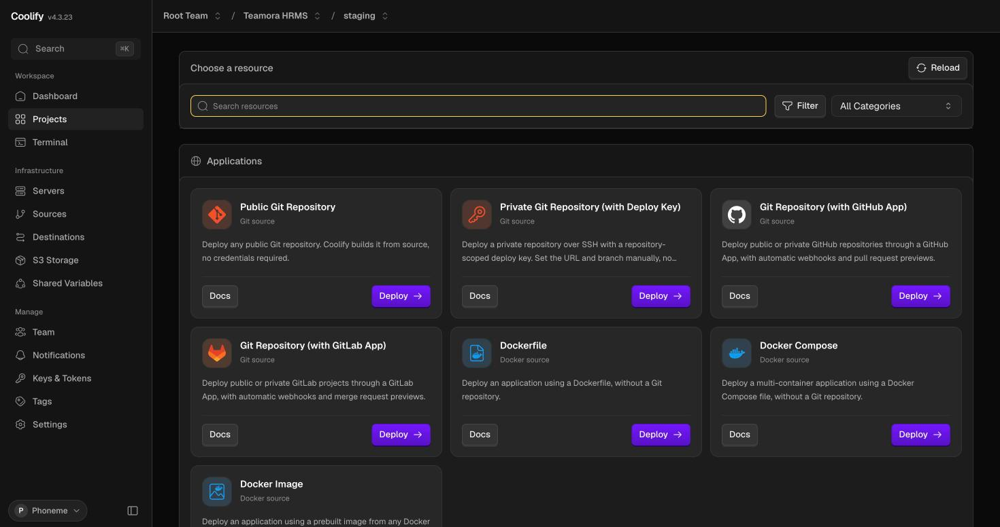 Coolify v4.3.23
Root Team / Teamora HRMS / staging
Search ⌘K
Workspace
Dashboard
Projects
Terminal
Infrastructure
Servers
Sources
Destinations
S3 Storage
Shared Variables
Manage
Team
Notifications
Keys & Tokens
Tags
Settings
P Phoneme
Choose a resource
Reload
Search resources
Filter
All Categories
Applications
Public Git Repository
Git source
Deploy any public Git repository. Coolify builds it from source,
no credentials required.
Docs
Deploy
Private Git Repository (with Deploy Key)
Git source
Deploy a private repository over SSH with a repository-
scoped deploy key. Set the URL and branch manually, no…
Docs
Deploy
Git Repository (with GitHub App)
Git source
Deploy public or private GitHub repositories through a GitHub
App, with automatic webhooks and pull request previews.
Docs
Deploy
Git Repository (with GitLab App)
Git source
Deploy public or private GitLab projects through a GitLab
App, with automatic webhooks and merge request previews.
Docs
Deploy
Dockerfile
Docker source
Deploy an application using a Dockerfile, without a Git
repository.
Docs
Deploy
Docker Compose
Docker source
Deploy a multi-container application using a Docker
Compose file, without a Git repository.
Docs
Deploy
Docker Image
Docker source
Deploy an application using a prebuilt image from any Docker